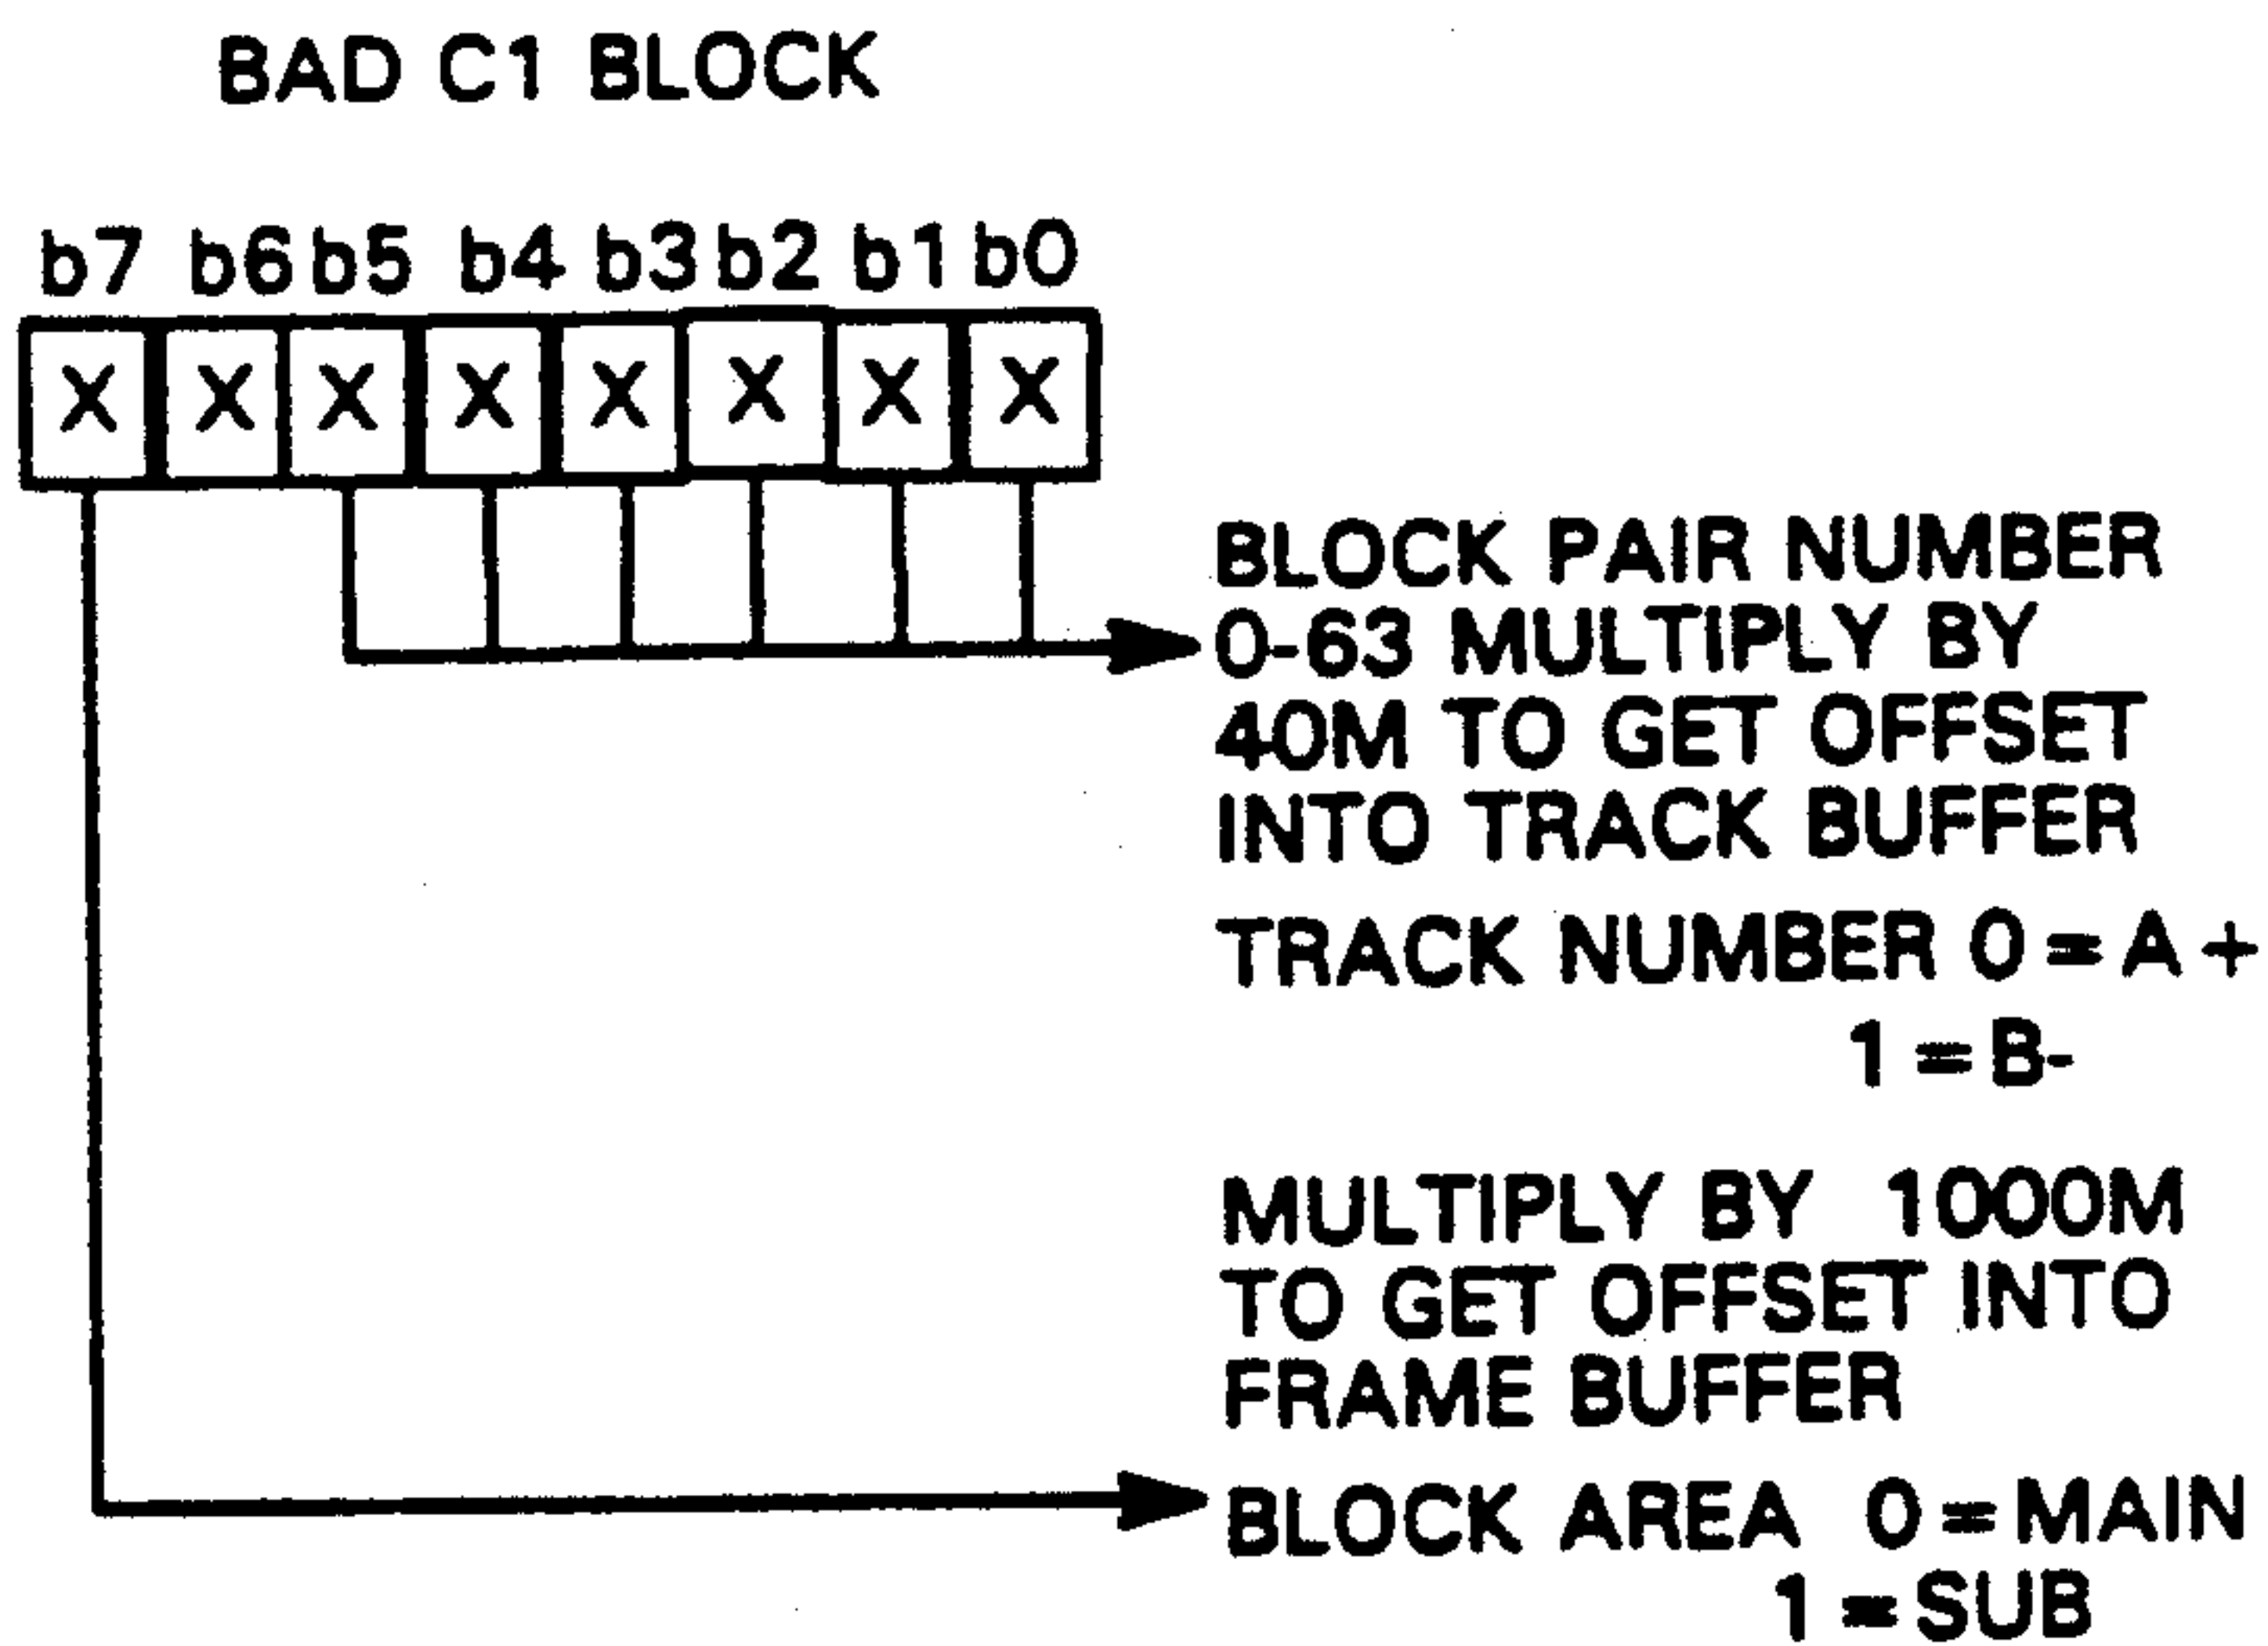 BAD C1 BLOCK
b7 b6 b5 b4 b3 b2 b1 b0
X X X X X X X X
BLOCK PAIR NUMBER
0-63 MULTIPLY BY
40M TO GET OFFSET
INTO TRACK BUFFER
TRACK NUMBER 0=A+
1=B-
MULTIPLY BY 1000M
TO GET OFFSET INTO
FRAME BUFFER
BLOCK AREA 0=MAIN
1=SUB